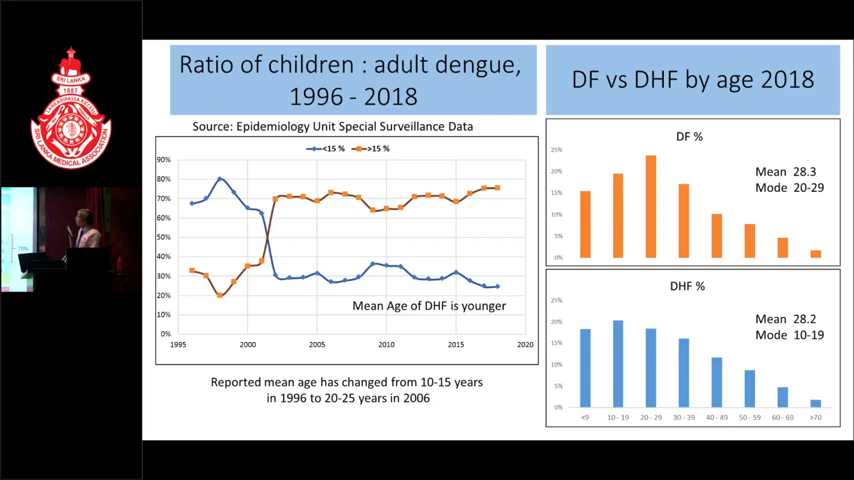 SRI LANKA
1887
SRI LANKA MEDICAL ASSOCIATION
Ratio of children : adult dengue,
1996 - 2018
Source: Epidemiology Unit Special Surveillance Data
<15 %
>15 %
90%
80%
70%
60%
50%
40%
30%
20%
10%
0%
1995
2000
2005
2010
2015
2020
Mean Age of DHF is younger
Reported mean age has changed from 10-15 years
in 1996 to 20-25 years in 2006
DF vs DHF by age 2018
DF %
25%
20%
15%
10%
5%
0%
Mean 28.3
Mode 20-29
DHF %
25%
20%
15%
10%
5%
0%
Mean 28.2
Mode 10-19
<9
10 - 19
20 - 29
30 - 39
40 - 49
50 - 59
60 - 69
>70